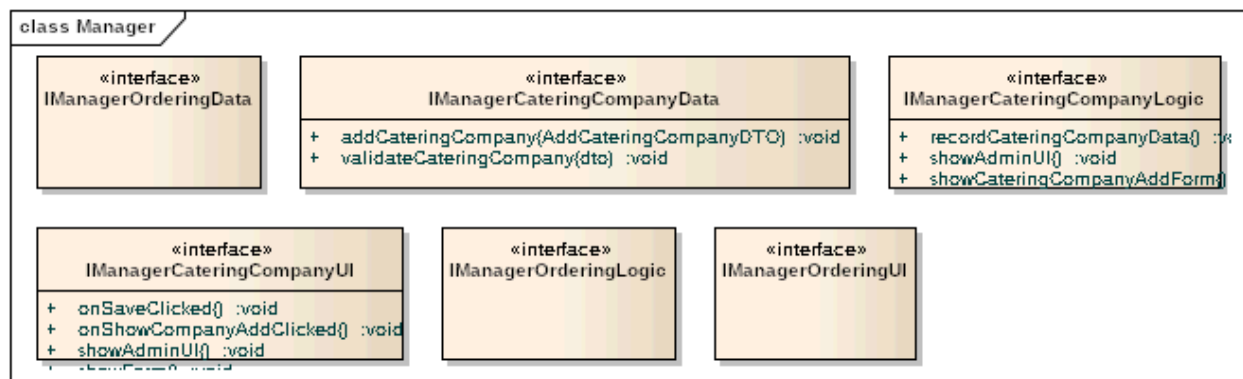 class Manager
«interface»
IManagerOrderingData
«interface»
IManagerCateringCompanyData
+ addCateringCompany(AddCateringCompanyDTO) :void
+ validateCateringCompany(dto) :void
«interface»
IManagerCateringCompanyLogic
+ recordCateringCompanyData() :v
+ showAdminUI() :void
+ showCateringCompanyAddForm()
«interface»
IManagerCateringCompanyUI
+ onSaveClicked() :void
+ onShowCompanyAddClicked() :void
+ showAdminUI() :void
«interface»
IManagerOrderingLogic
«interface»
IManagerOrderingUI